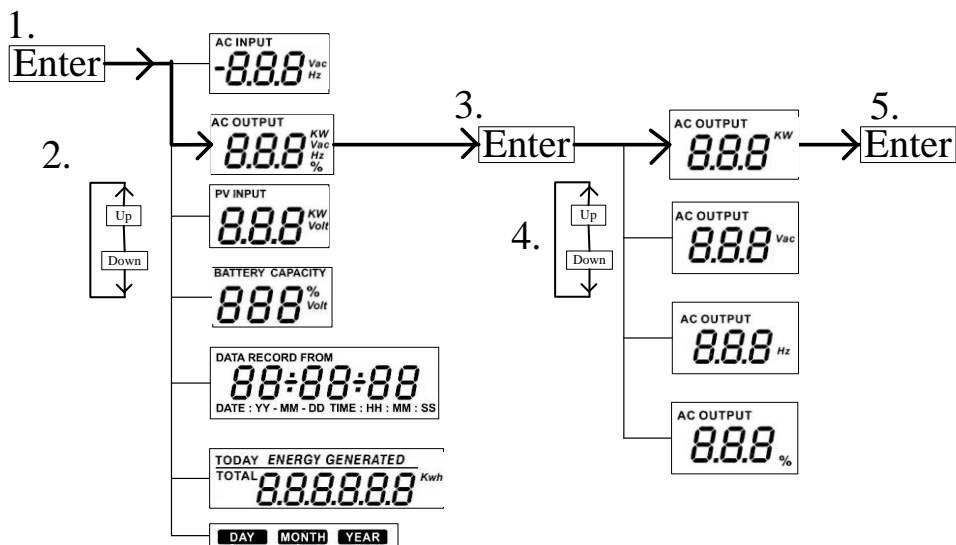 1.
Enter
AC INPUT
-8.8.8 Vac
Hz
AC OUTPUT
8.8.8 KW
Vac
Hz
%
2.
Up
Down
PV INPUT
8.8.8 KW
Volt
BATTERY CAPACITY
888 %
Volt
DATA RECORD FROM
88÷88÷88
DATE : YY - MM - DD TIME : HH : MM : SS
TODAY ENERGY GENERATED
TOTAL 8.8.8.8.8.8 Kwh
DAY MONTH YEAR
3.
Enter
4.
Up
Down
AC OUTPUT
8.8.8 KW
AC OUTPUT
8.8.8 Vac
AC OUTPUT
8.8.8 Hz
AC OUTPUT
8.8.8 %
5.
Enter